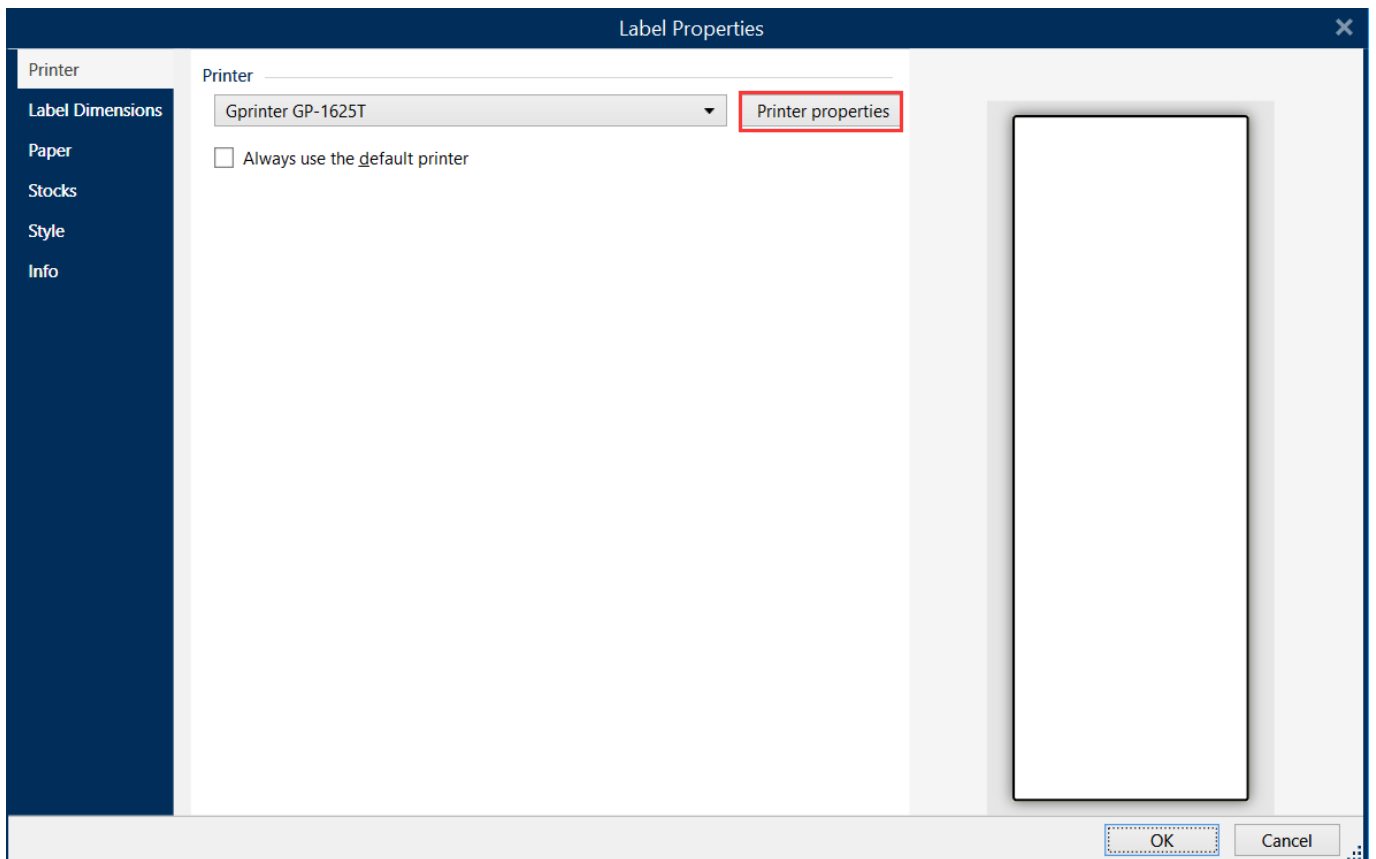 Label Properties
Printer
Label Dimensions
Paper
Stocks
Style
Info
Printer
Gprinter GP-1625T
Printer properties
Always use the default printer
OK
Cancel